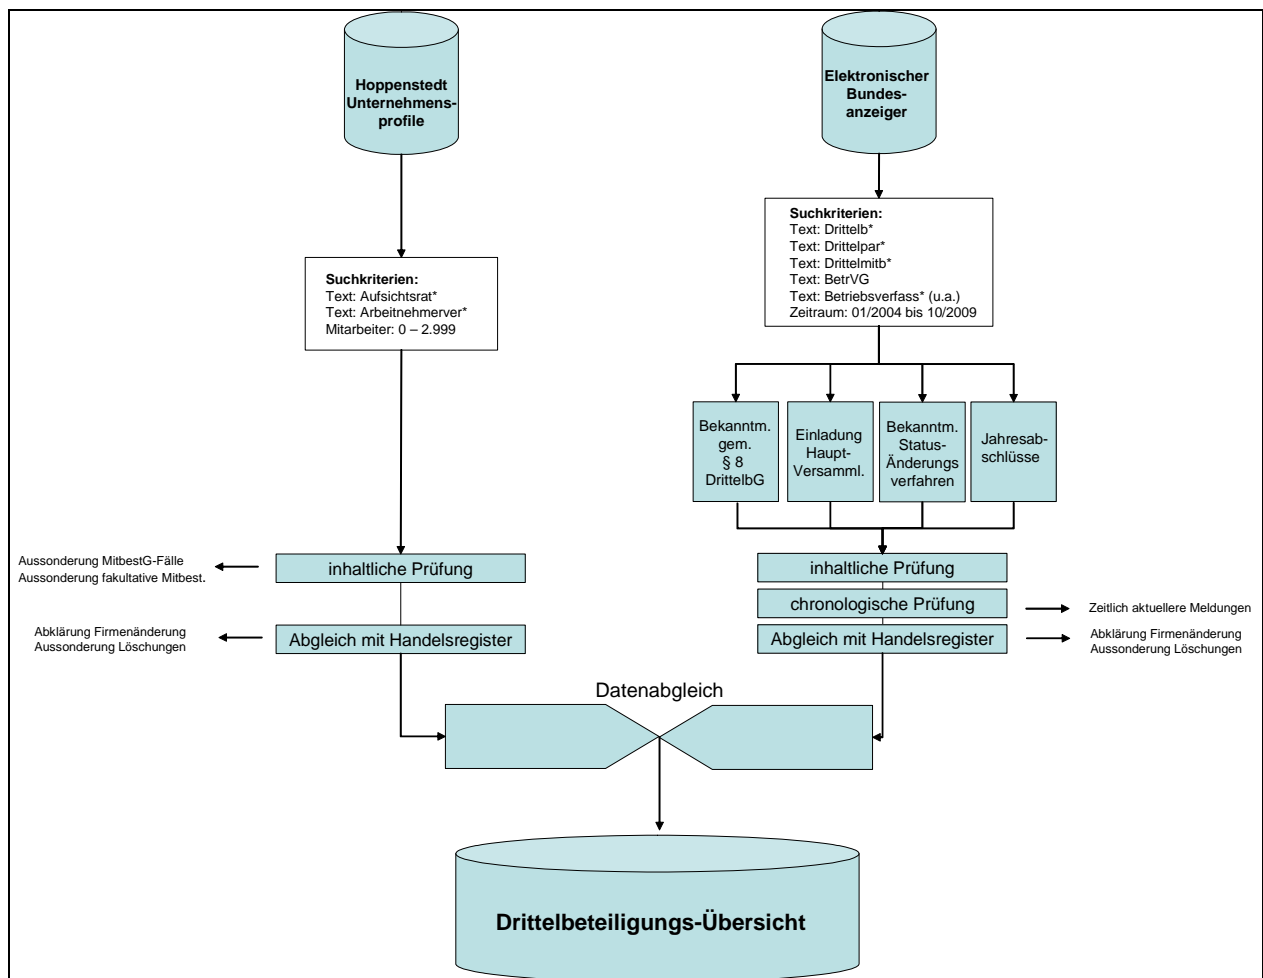 Hoppenstedt
Unternehmens-
profile
Elektronischer
Bundes-
anzeiger
Suchkriterien:
Text: Aufsichtsrat*
Text: Arbeitnehmerver*
Mitarbeiter: 0 – 2.999
Suchkriterien:
Text: Drittelb*
Text: Drittelpar*
Text: Drittelmitb*
Text: BetrVG
Text: Betriebsverfass* (u.a.)
Zeitraum: 01/2004 bis 10/2009
Bekanntm.
gem.
§ 8
DrittelbG
Einladung
Haupt-
Versamml.
Bekanntm.
Status-
Änderungs
verfahren
Jahresab-
schlüsse
Aussonderung MitbestG-Fälle
Aussonderung fakultative Mitbest.
inhaltliche Prüfung
Abklärung Firmenänderung
Aussonderung Löschungen
Abgleich mit Handelsregister
inhaltliche Prüfung
chronologische Prüfung
Zeitlich aktuellere Meldungen
Abgleich mit Handelsregister
Abklärung Firmenänderung
Aussonderung Löschungen
Datenabgleich
Drittelbeteiligungs-Übersicht